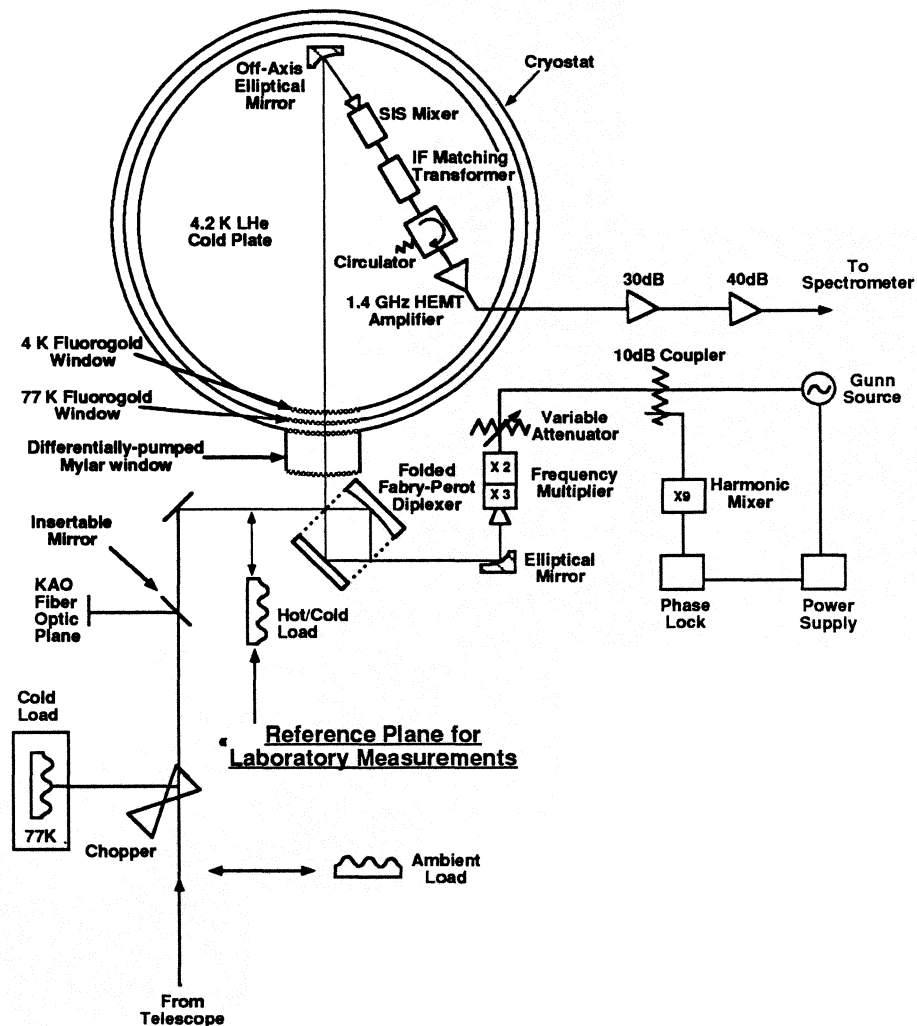 Off-Axis
Elliptical
Mirror
Cryostat
SIS Mixer
IF Matching
Transformer
4.2 K LHe
Cold Plate
Circulator
1.4 GHz HEMT
Amplifier
30dB
40dB
To
Spectrometer
4 K Fluorogold
Window
77 K Fluorogold
Window
Differentially-pumped
Mylar window
10dB Coupler
Gunn
Source
Variable
Attenuator
X 2
X 3
Frequency
Multiplier
Folded
Fabry-Perot
Diplexer
X9
Harmonic
Mixer
Insertable
Mirror
KAO
Fiber
Optic
Plane
Hot/Cold
Load
Elliptical
Mirror
Phase
Lock
Power
Supply
Cold
Load
77K
Reference Plane for
Laboratory Measurements
Chopper
Ambient
Load
From
Telescope